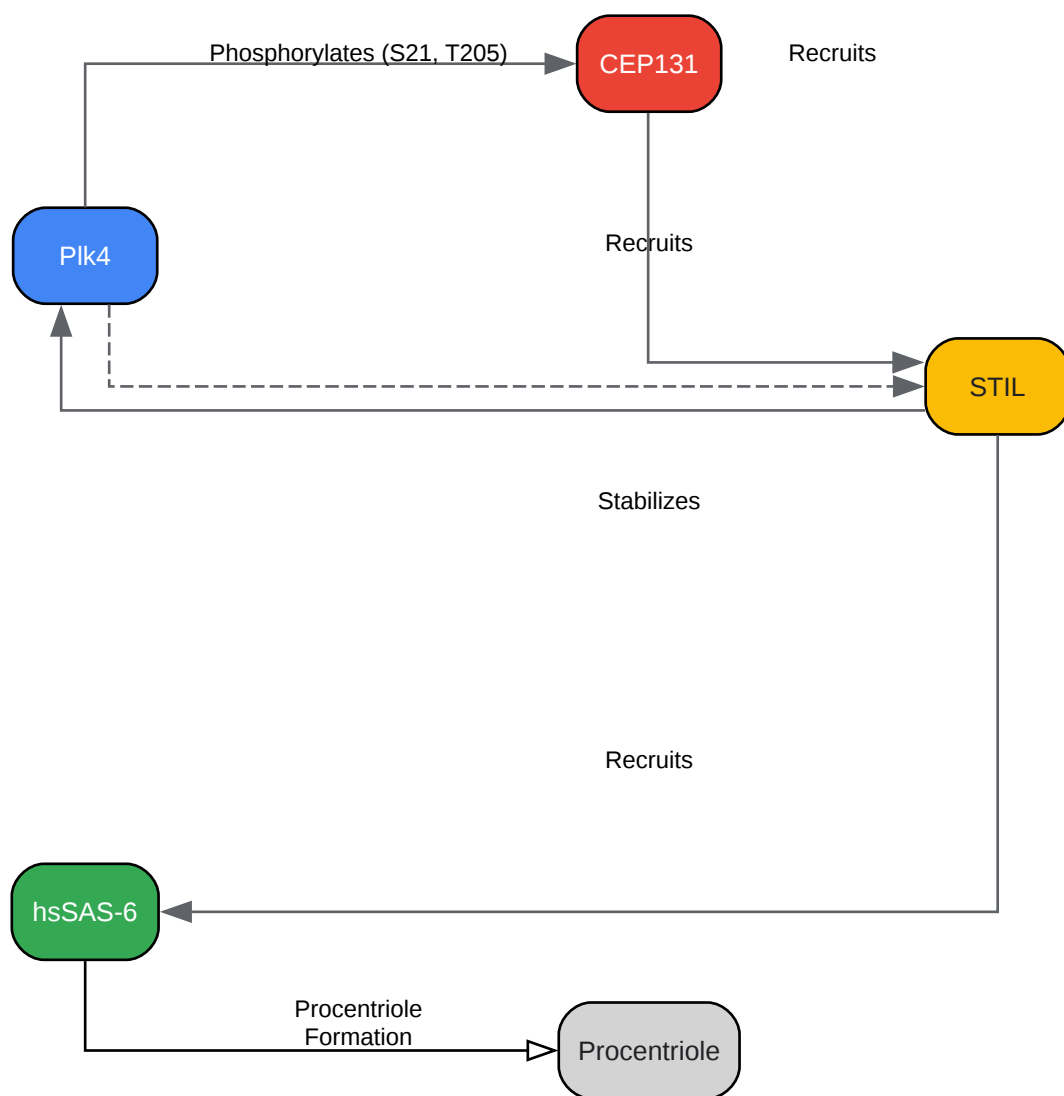 Phosphorylates (S21, T205)
CEP131
Recruits
Plk4
Recruits
STIL
Stabilizes
Recruits
hsSAS-6
Procentriole
Formation
Procentriole